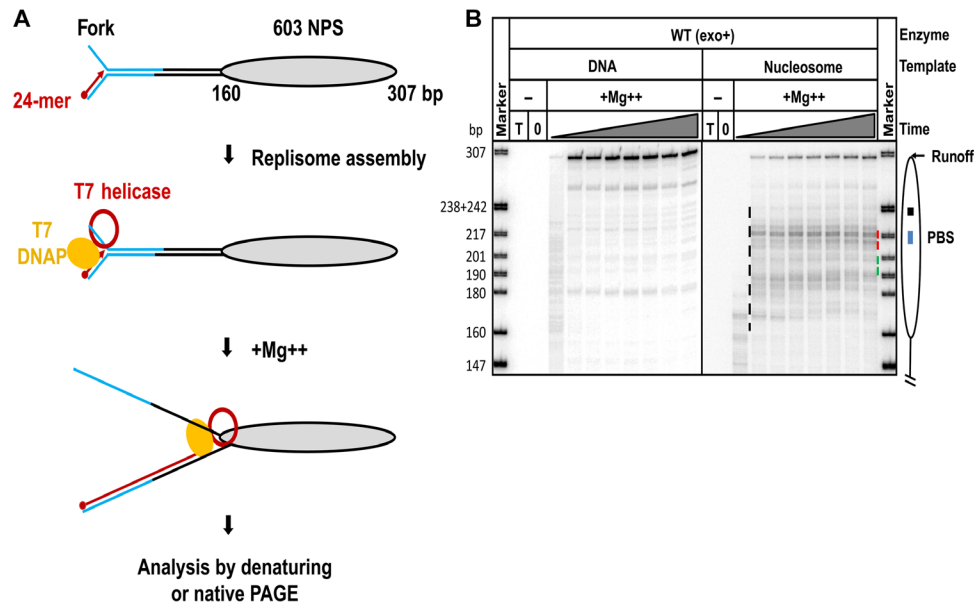 A
Fork
603 NPS
24-mer
160
307 bp
Replisome assembly
T7 helicase
T7
DNAP
+Mg++
Analysis by denaturing
or native PAGE
B
Marker
WT (exo+)
Marker
Enzyme
DNA
Nucleosome
Template
–
+Mg++
–
+Mg++
bp
T
0
T
0
Time
307
Runoff
238+242
217
PBS
201
190
180
160
147